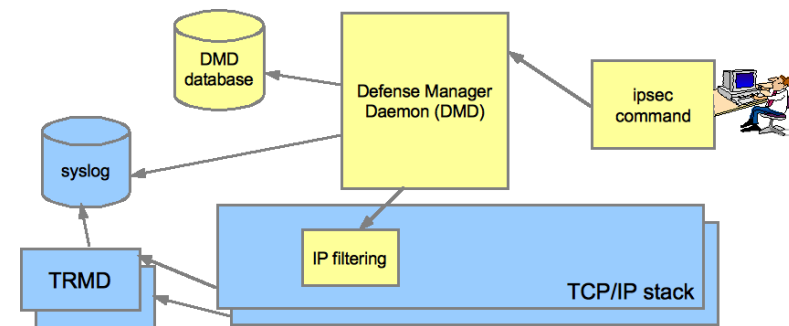 DMD
database
Defense Manager
Daemon (DMD)
ipsec
command
syslog
IP filtering
TRMD
TCP/IP stack